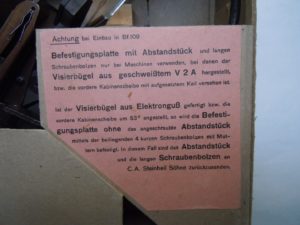 Achtung bei Einbau in Bf 109
Befestigungsplatte mit Abstandstück und langen
Schraubenbolzen nur bei Maschinen verwenden, bei denen der
Visierbügel aus geschweißtem V 2 A hergestellt,
bzw. die vordere Kabinenscheibe mit aufgesetztem Keil versehen ist.
Ist der Visierbügel aus Elektronguß gefertigt bzw. die
vordere Kabinenscheibe um 53° angestellt, so wird die Befesti-
gungsplatte ohne das angeschraubte Abstandstück
mittels der beiliegenden 4 kurzen Schraubenbolzen mit Mut-
tern befestigt. In diesem Fall sind das Abstandstück
und die langen Schraubenbolzen an
C. A. Steinheil Söhne zurückzusenden.